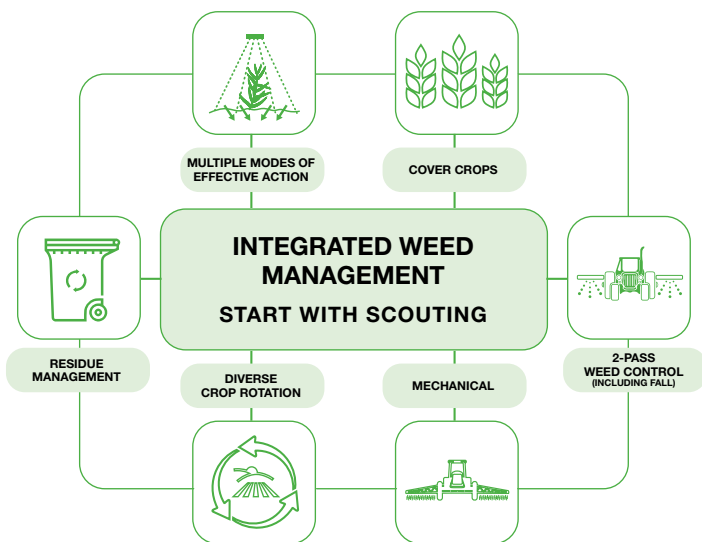 MULTIPLE MODES OF
EFFECTIVE ACTION
COVER CROPS
INTEGRATED WEED
MANAGEMENT
START WITH SCOUTING
RESIDUE
MANAGEMENT
DIVERSE
CROP ROTATION
MECHANICAL
2-PASS
WEED CONTROL
(INCLUDING FALL)